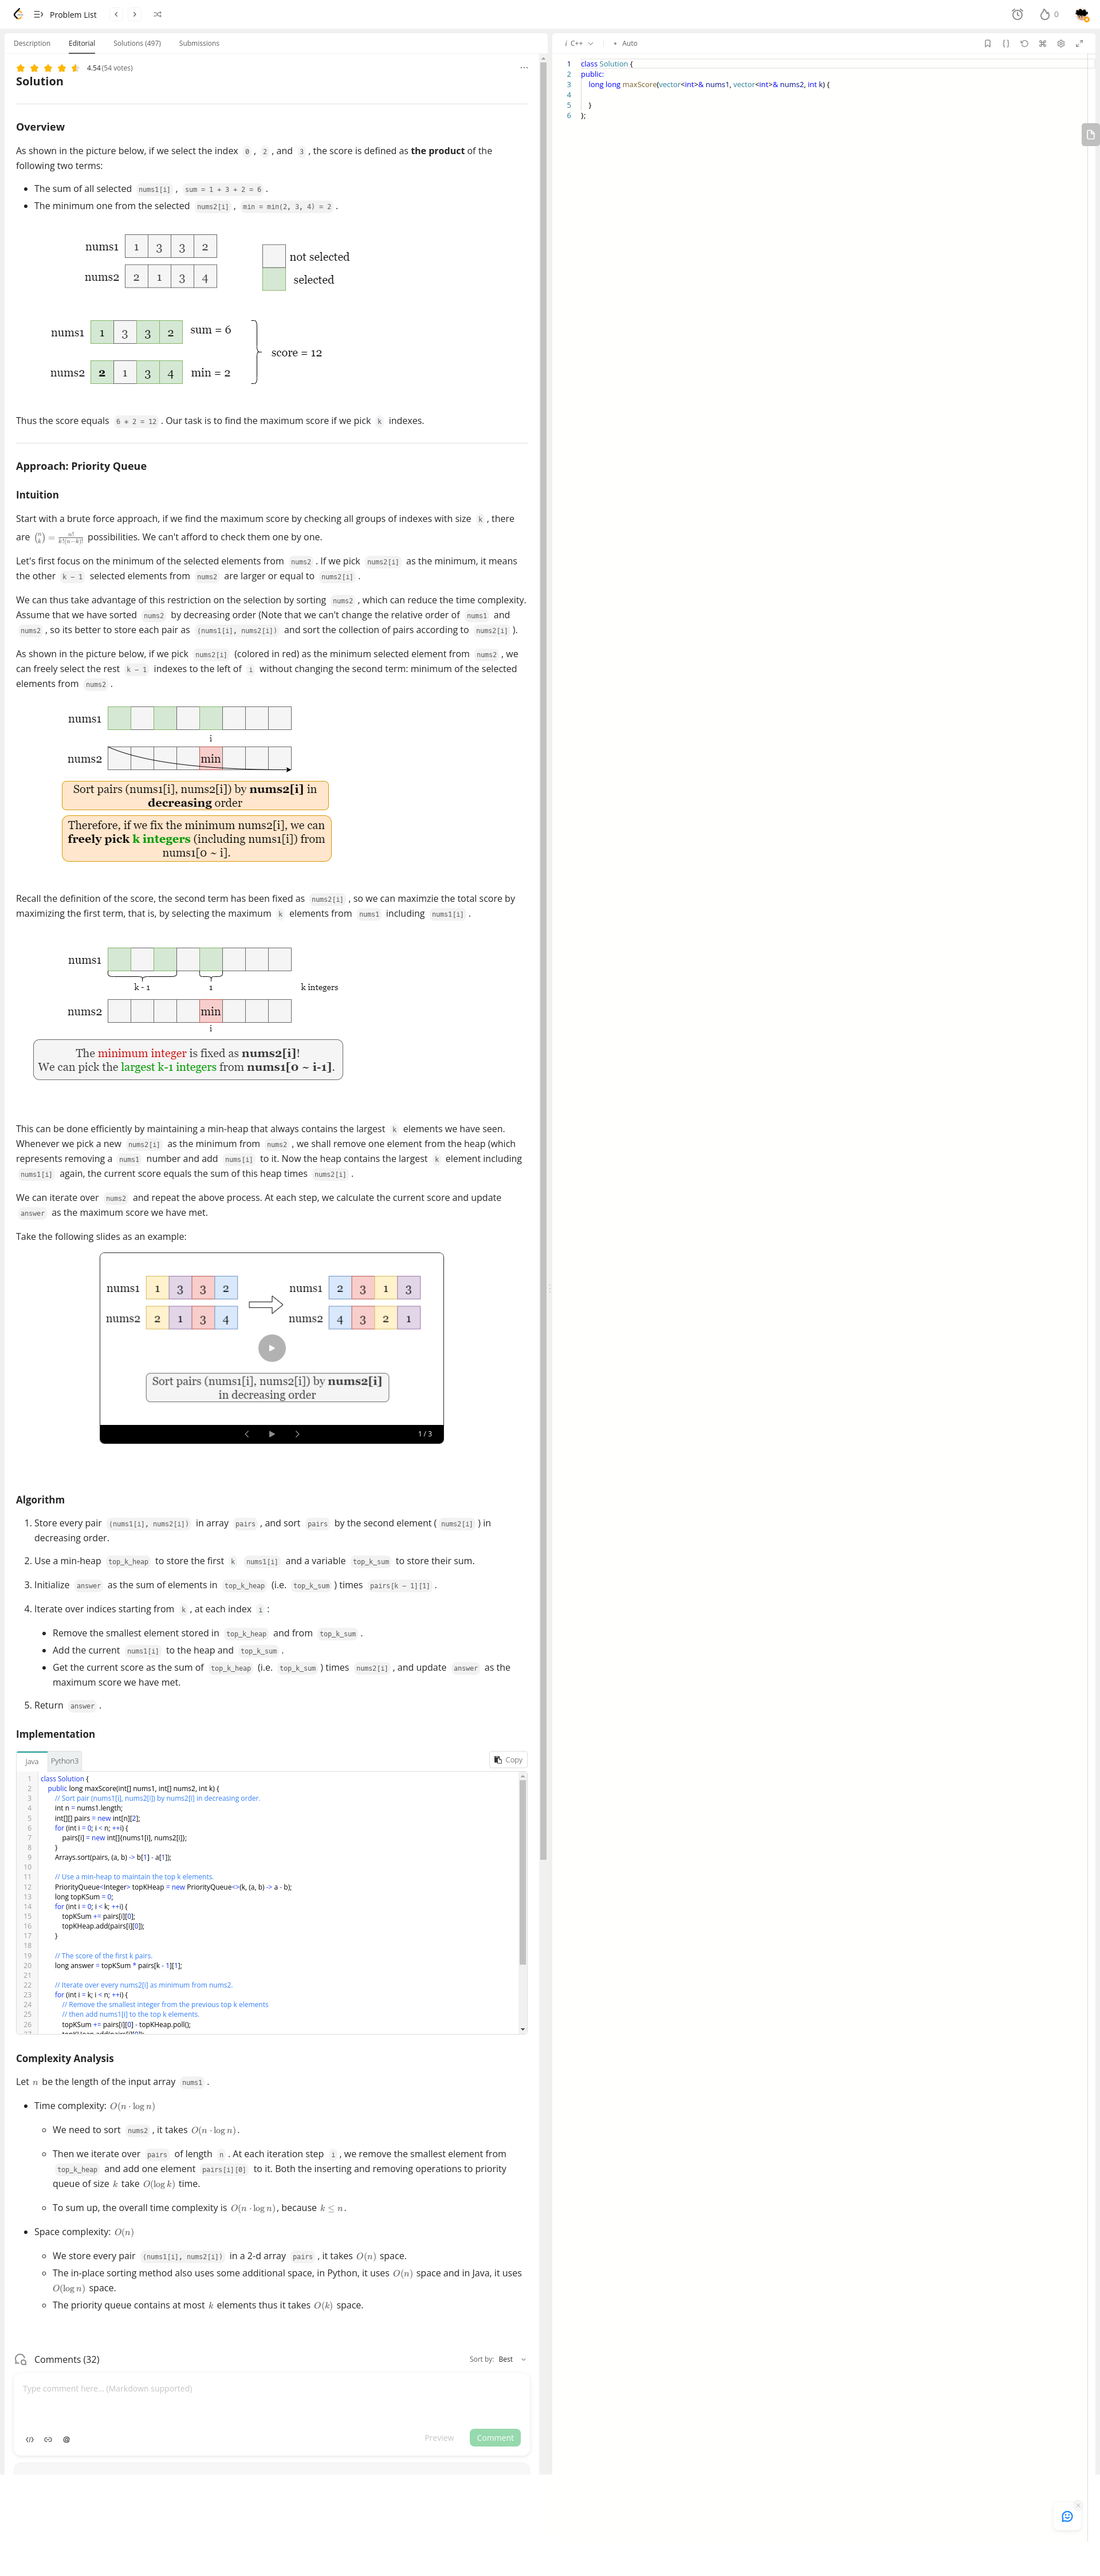 Problem List
0
Description Editorial Solutions (497) Submissions
4.54 (54 votes)
Solution
Overview
As shown in the picture below, if we select the index 0 , 2 , and 3 , the score is defined as the product of the
following two terms:
The sum of all selected nums1[i] , sum = 1 + 3 + 2 = 6 .
The minimum one from the selected nums2[i] , min = min(2, 3, 4) = 2 .
nums1 1 3 3 2
nums2 2 1 3 4
not selected
selected
nums1 1 3 3 2 sum = 6
score = 12
nums2 2 1 3 4 min = 2
Thus the score equals 6 * 2 = 12 . Our task is to find the maximum score if we pick k indexes.
Approach: Priority Queue
Intuition
Start with a brute force approach, if we find the maximum score by checking all groups of indexes with size k , there
are (n k) = n! / k!(n−k)! possibilities. We can't afford to check them one by one.
Let's first focus on the minimum of the selected elements from nums2 . If we pick nums2[i] as the minimum, it means
the other k − 1 selected elements from nums2 are larger or equal to nums2[i] .
We can thus take advantage of this restriction on the selection by sorting nums2 , which can reduce the time complexity.
Assume that we have sorted nums2 by decreasing order (Note that we can't change the relative order of nums1 and
nums2 , so its better to store each pair as (nums1[i], nums2[i]) and sort the collection of pairs according to nums2[i] ).
As shown in the picture below, if we pick nums2[i] (colored in red) as the minimum selected element from nums2 , we
can freely select the rest k − 1 indexes to the left of i without changing the second term: minimum of the selected
elements from nums2 .
nums1
i
nums2 min
Sort pairs (nums1[i], nums2[i]) by nums2[i] in
decreasing order
Therefore, if we fix the minimum nums2[i], we can
freely pick k integers (including nums1[i]) from
nums1[0 ~ i].
Recall the definition of the score, the second term has been fixed as nums2[i] , so we can maximzie the total score by
maximizing the first term, that is, by selecting the maximum k elements from nums1 including nums1[i] .
nums1
k - 1 1 k integers
nums2 min
i
The minimum integer is fixed as nums2[i]!
We can pick the largest k-1 integers from nums1[0 ~ i-1].
This can be done efficiently by maintaining a min-heap that always contains the largest k elements we have seen.
Whenever we pick a new nums2[i] as the minimum from nums2 , we shall remove one element from the heap (which
represents removing a nums1 number and add nums[i] to it. Now the heap contains the largest k element including
nums1[i] again, the current score equals the sum of this heap times nums2[i] .
We can iterate over nums2 and repeat the above process. At each step, we calculate the current score and update
answer as the maximum score we have met.
Take the following slides as an example:
nums1 1 3 3 2 nums1 2 3 1 3
nums2 2 1 3 4 nums2 4 3 2 1
Sort pairs (nums1[i], nums2[i]) by nums2[i]
in decreasing order
1 / 3
Algorithm
1. Store every pair (nums1[i], nums2[i]) in array pairs , and sort pairs by the second element ( nums2[i] ) in
decreasing order.
2. Use a min-heap top_k_heap to store the first k nums1[i] and a variable top_k_sum to store their sum.
3. Initialize answer as the sum of elements in top_k_heap (i.e. top_k_sum ) times pairs[k − 1][1] .
4. Iterate over indices starting from k , at each index i :
Remove the smallest element stored in top_k_heap and from top_k_sum .
Add the current nums1[i] to the heap and top_k_sum .
Get the current score as the sum of top_k_heap (i.e. top_k_sum ) times nums2[i] , and update answer as the
maximum score we have met.
5. Return answer .
Implementation
Java Python3 Copy
1 class Solution {
2 public long maxScore(int[] nums1, int[] nums2, int k) {
3 // Sort pair (nums1[i], nums2[i]) by nums2[i] in decreasing order.
4 int n = nums1.length;
5 int[][] pairs = new int[n][2];
6 for (int i = 0; i < n; ++i) {
7 pairs[i] = new int[]{nums1[i], nums2[i]};
8 }
9 Arrays.sort(pairs, (a, b) -> b[1] - a[1]);
10
11 // Use a min-heap to maintain the top k elements.
12 PriorityQueue<Integer> topKHeap = new PriorityQueue<>(k, (a, b) -> a - b);
13 long topKSum = 0;
14 for (int i = 0; i < k; ++i) {
15 topKSum += pairs[i][0];
16 topKHeap.add(pairs[i][0]);
17 }
18
19 // The score of the first k pairs.
20 long answer = topKSum * pairs[k - 1][1];
21
22 // Iterate over every nums2[i] as minimum from nums2.
23 for (int i = k; i < n; ++i) {
24 // Remove the smallest integer from the previous top k elements
25 // then add nums1[i] to the top k elements.
26 topKSum += pairs[i][0] - topKHeap.poll();
Complexity Analysis
Let n be the length of the input array nums1 .
Time complexity: O(n · log n)
We need to sort nums2 , it takes O(n · log n).
Then we iterate over pairs of length n . At each iteration step i , we remove the smallest element from
top_k_heap and add one element pairs[i][0] to it. Both the inserting and removing operations to priority
queue of size k take O(log k) time.
To sum up, the overall time complexity is O(n · log n), because k ≤ n.
Space complexity: O(n)
We store every pair (nums1[i], nums2[i]) in a 2-d array pairs , it takes O(n) space.
The in-place sorting method also uses some additional space, in Python, it uses O(n) space and in Java, it uses
O(log n) space.
The priority queue contains at most k elements thus it takes O(k) space.
Comments (32) Sort by: Best
Type comment here... (Markdown supported)
Preview Comment
i C++ Auto
1 class Solution {
2 public:
3 long long maxScore(vector<int>& nums1, vector<int>& nums2, int k) {
4
5 }
6 };